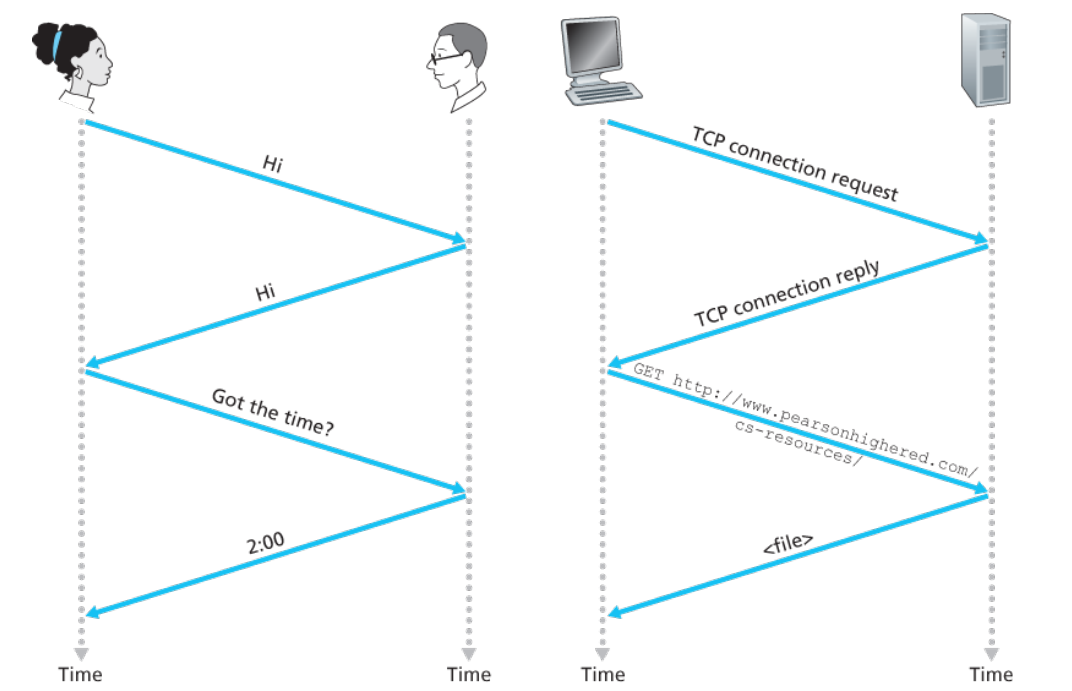 Hi
Hi
Got the time?
2:00
Time
Time
TCP connection request
TCP connection reply
GET http://www.pearsonhighered.com/
cs-resources/
<file>
Time
Time